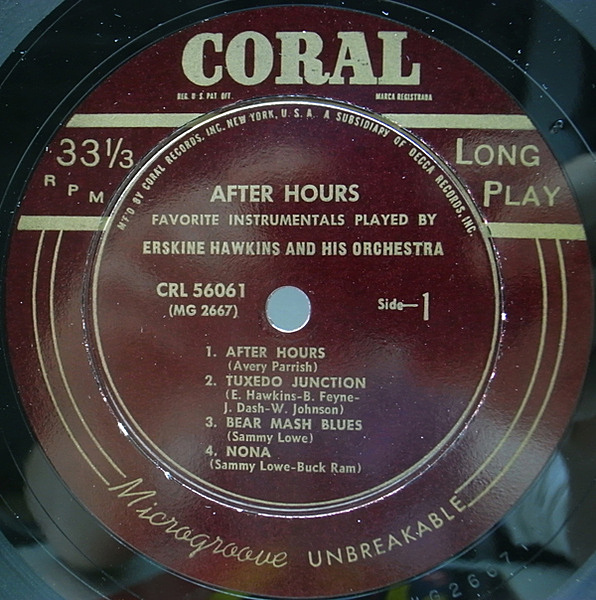 CORAL
REG. U.S. PAT. OFF.
MARCA REGISTRADA
33 1/3
RPM
LONG
PLAY
M'F'D BY CORAL RECORDS, INC. NEW YORK, U.S.A. A SUBSIDIARY OF DECCA RECORDS, INC.
AFTER HOURS
FAVORITE INSTRUMENTALS PLAYED BY
ERSKINE HAWKINS AND HIS ORCHESTRA
CRL 56061
(MG 2667)
Side—1
1. AFTER HOURS
(Avery Parrish)
2. TUXEDO JUNCTION
(E. Hawkins-B. Feyne-
J. Dash-W. Johnson)
3. BEAR MASH BLUES
(Sammy Lowe)
4. NONA
(Sammy Lowe-Buck Ram)
Microgroove UNBREAKABLE